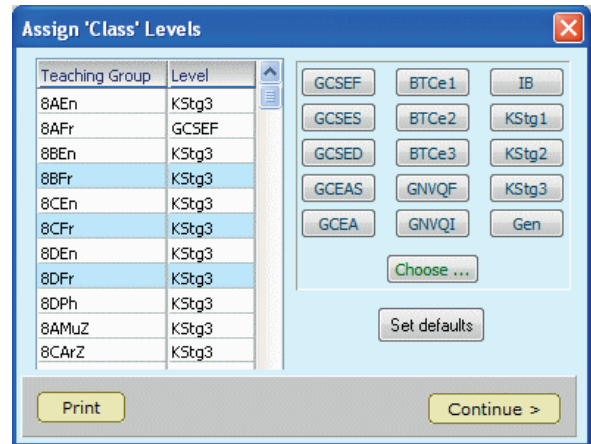 Assign 'Class' Levels
Teaching Group Level
8AEn KStg3
8AFr GCSEF
8BEn KStg3
8BFr KStg3
8CEn KStg3
8CFr KStg3
8DEn KStg3
8DFr KStg3
8DPh KStg3
8AMuZ KStg3
8CArZ KStg3
GCSEF BTCe1 IB
GCSES BTCe2 KStg1
GCSED BTCe3 KStg2
GCEAS GNVQF KStg3
GCEA GNVQI Gen
Choose ...
Set defaults
Print Continue >